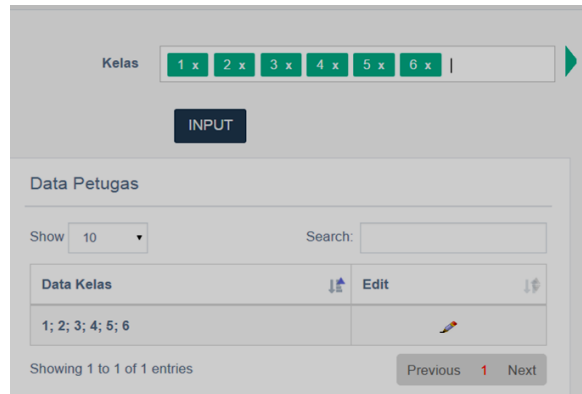 Kelas 1 x 2 x 3 x 4 x 5 x 6 x
INPUT
Data Petugas
Show 10 Search:
Data Kelas Edit
1; 2; 3; 4; 5; 6
Showing 1 to 1 of 1 entries Previous 1 Next